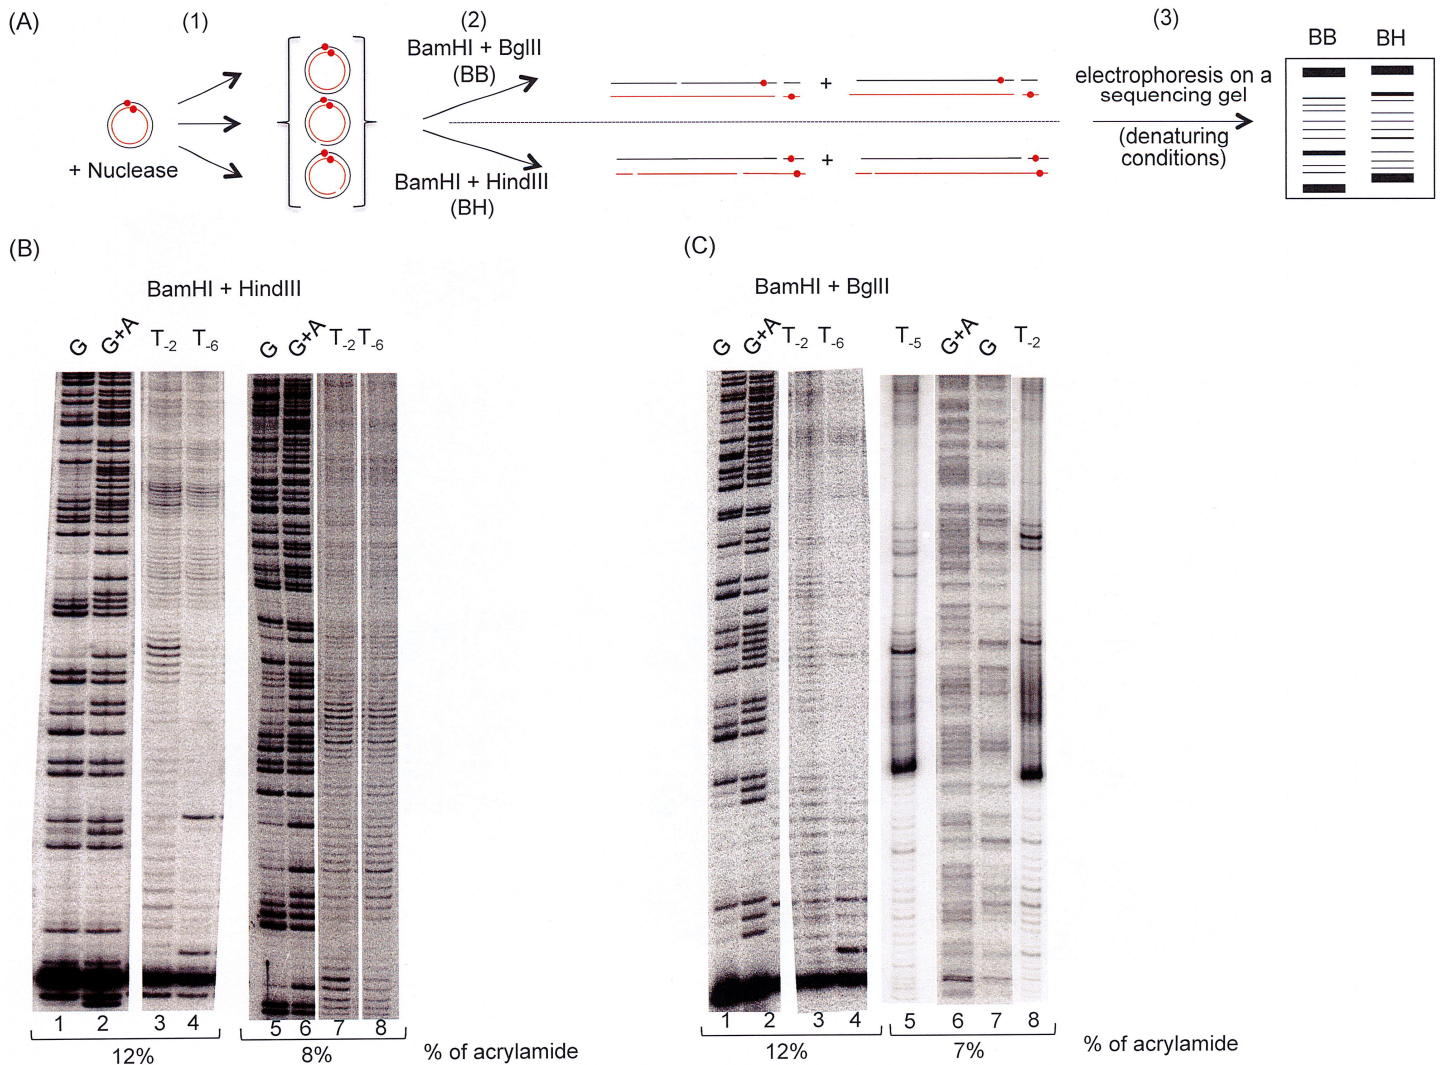 (A)
(1)
(2)
(3)
+ Nuclease
BamHI + BglII
(BB)
BamHI + HindIII
(BH)
+
+
electrophoresis on a
sequencing gel
(denaturing
conditions)
BB BH
(B)
BamHI + HindIII
G G+A T-2 T-6 G G+A T-2 T-6
1 2 3 4 5 6 7 8
12% 8% % of acrylamide
(C)
BamHI + BglII
G G+A T-2 T-6 T-5 G+A G T-2
1 2 3 4 5 6 7 8
12% 7% % of acrylamide